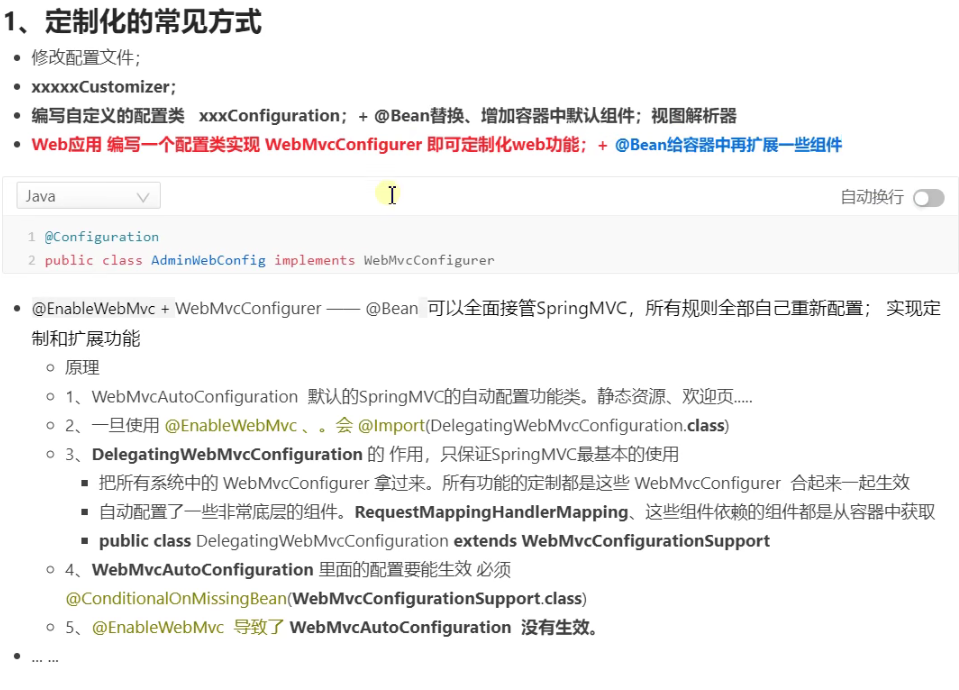 1、定制化的常见方式
修改配置文件；
xxxxxCustomizer；
编写自定义的配置类 xxxConfiguration；+ @Bean替换、增加容器中默认组件；视图解析器
Web应用 编写一个配置类实现 WebMvcConfigurer 即可定制化web功能；+ @Bean给容器中再扩展一些组件
Java
自动换行
1 @Configuration
2 public class AdminWebConfig implements WebMvcConfigurer
@EnableWebMvc + WebMvcConfigurer —— @Bean 可以全面接管SpringMVC，所有规则全部自己重新配置； 实现定
制和扩展功能
原理
1、WebMvcAutoConfiguration 默认的SpringMVC的自动配置功能类。静态资源、欢迎页.....
2、一旦使用 @EnableWebMvc 、。会 @Import(DelegatingWebMvcConfiguration.class)
3、DelegatingWebMvcConfiguration 的 作用，只保证SpringMVC最基本的使用
把所有系统中的 WebMvcConfigurer 拿过来。所有功能的定制都是这些 WebMvcConfigurer 合起来一起生效
自动配置了一些非常底层的组件。RequestMappingHandlerMapping、这些组件依赖的组件都是从容器中获取
public class DelegatingWebMvcConfiguration extends WebMvcConfigurationSupport
4、WebMvcAutoConfiguration 里面的配置要能生效 必须
@ConditionalOnMissingBean(WebMvcConfigurationSupport.class)
5、@EnableWebMvc 导致了 WebMvcAutoConfiguration 没有生效。
... ...